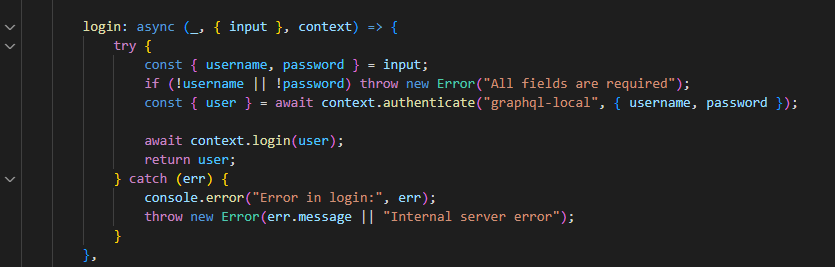 login: async (_, { input }, context) => {
try {
const { username, password } = input;
if (!username || !password) throw new Error("All fields are required");
const { user } = await context.authenticate("graphql-local", { username, password });
await context.login(user);
return user;
} catch (err) {
console.error("Error in login:", err);
throw new Error(err.message || "Internal server error");
}
},